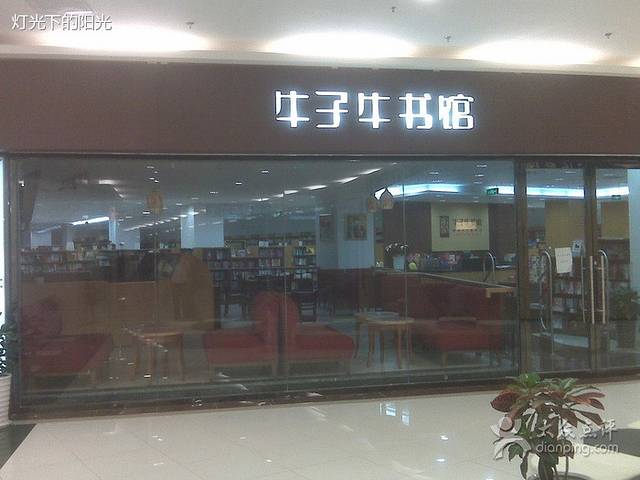 灯光下的阳光
牛子牛书馆
大众点评
dianping.com